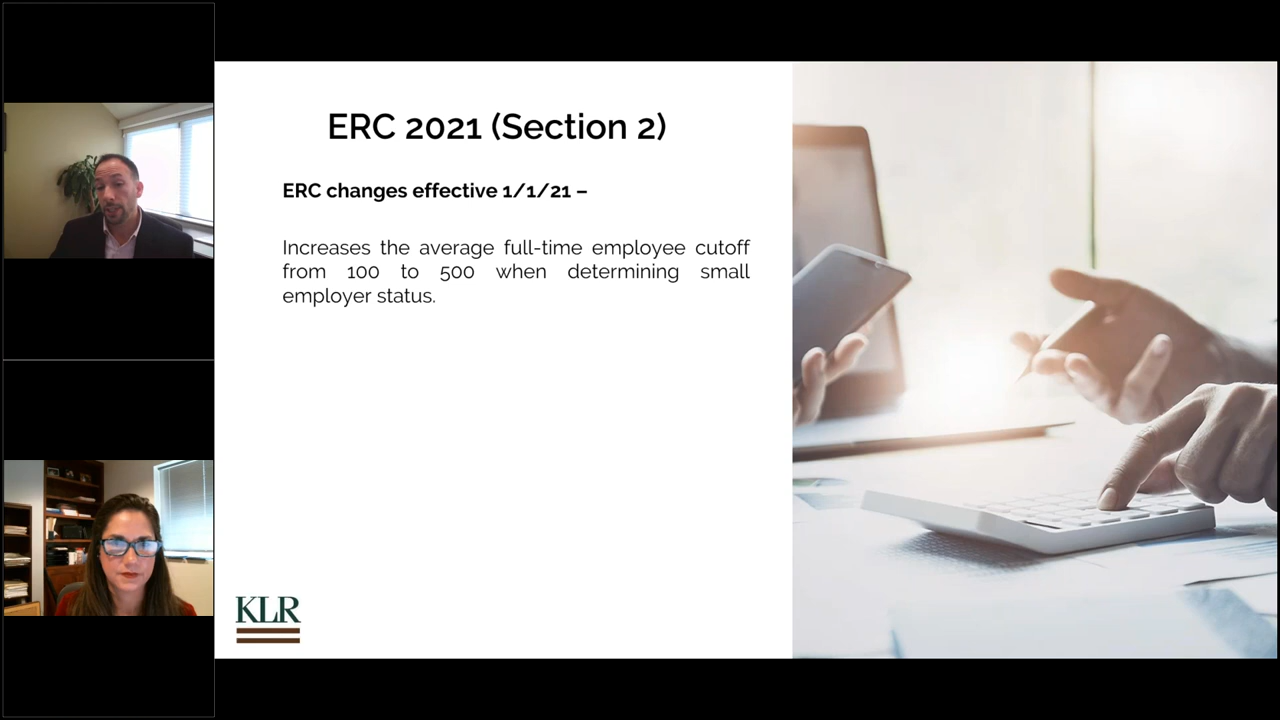 ERC 2021 (Section 2)
ERC changes effective 1/1/21 –
Increases the average full-time employee cutoff
from 100 to 500 when determining small
employer status.
KLR